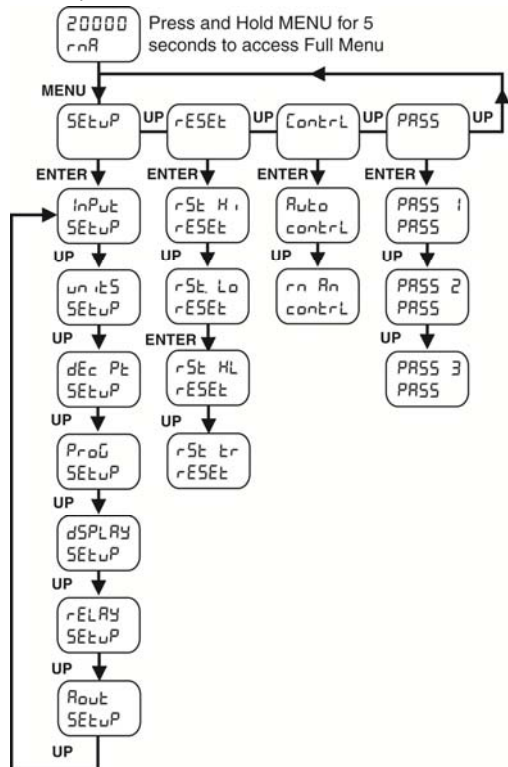 20000
rnA
Press and Hold MENU for 5
seconds to access Full Menu
MENU
SEtuP
UP
rESEt
UP
ContrL
UP
PASS
UP
ENTER
ENTER
ENTER
ENTER
InPut
SEtuP
rSt Hi
rESEt
Auto
contrL
PASS 1
PASS
UP
UP
UP
UP
unitS
SEtuP
rSt Lo
rESEt
rn An
contrL
PASS 2
PASS
UP
ENTER
UP
dEc Pt
SEtuP
rSt HL
rESEt
PASS 3
PASS
UP
UP
ProG
SEtuP
rSt tr
rESEt
UP
dSPLAY
SEtuP
UP
rELAY
SEtuP
UP
Aout
SEtuP
UP